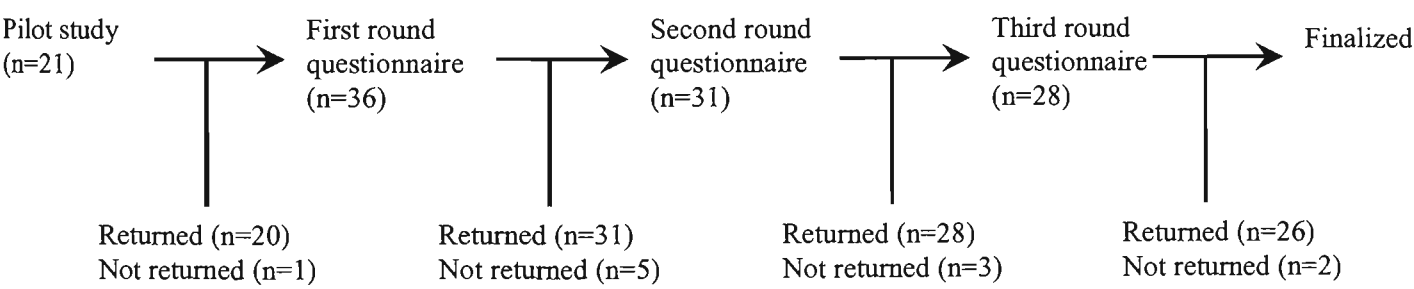 Pilot study
(n=21)
First round
questionnaire
(n=36)
Second round
questionnaire
(n=31)
Third round
questionnaire
(n=28)
Finalized
Returned (n=20)
Not returned (n=1)
Returned (n=31)
Not returned (n=5)
Returned (n=28)
Not returned (n=3)
Returned (n=26)
Not returned (n=2)